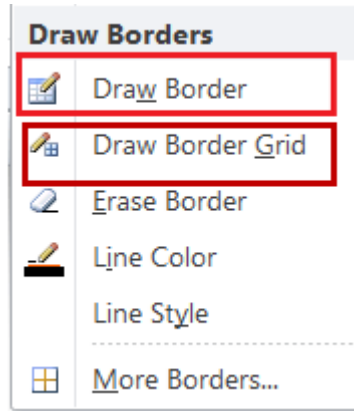 Draw Borders
Draw Border
Draw Border Grid
Erase Border
Line Color
Line Style
More Borders...